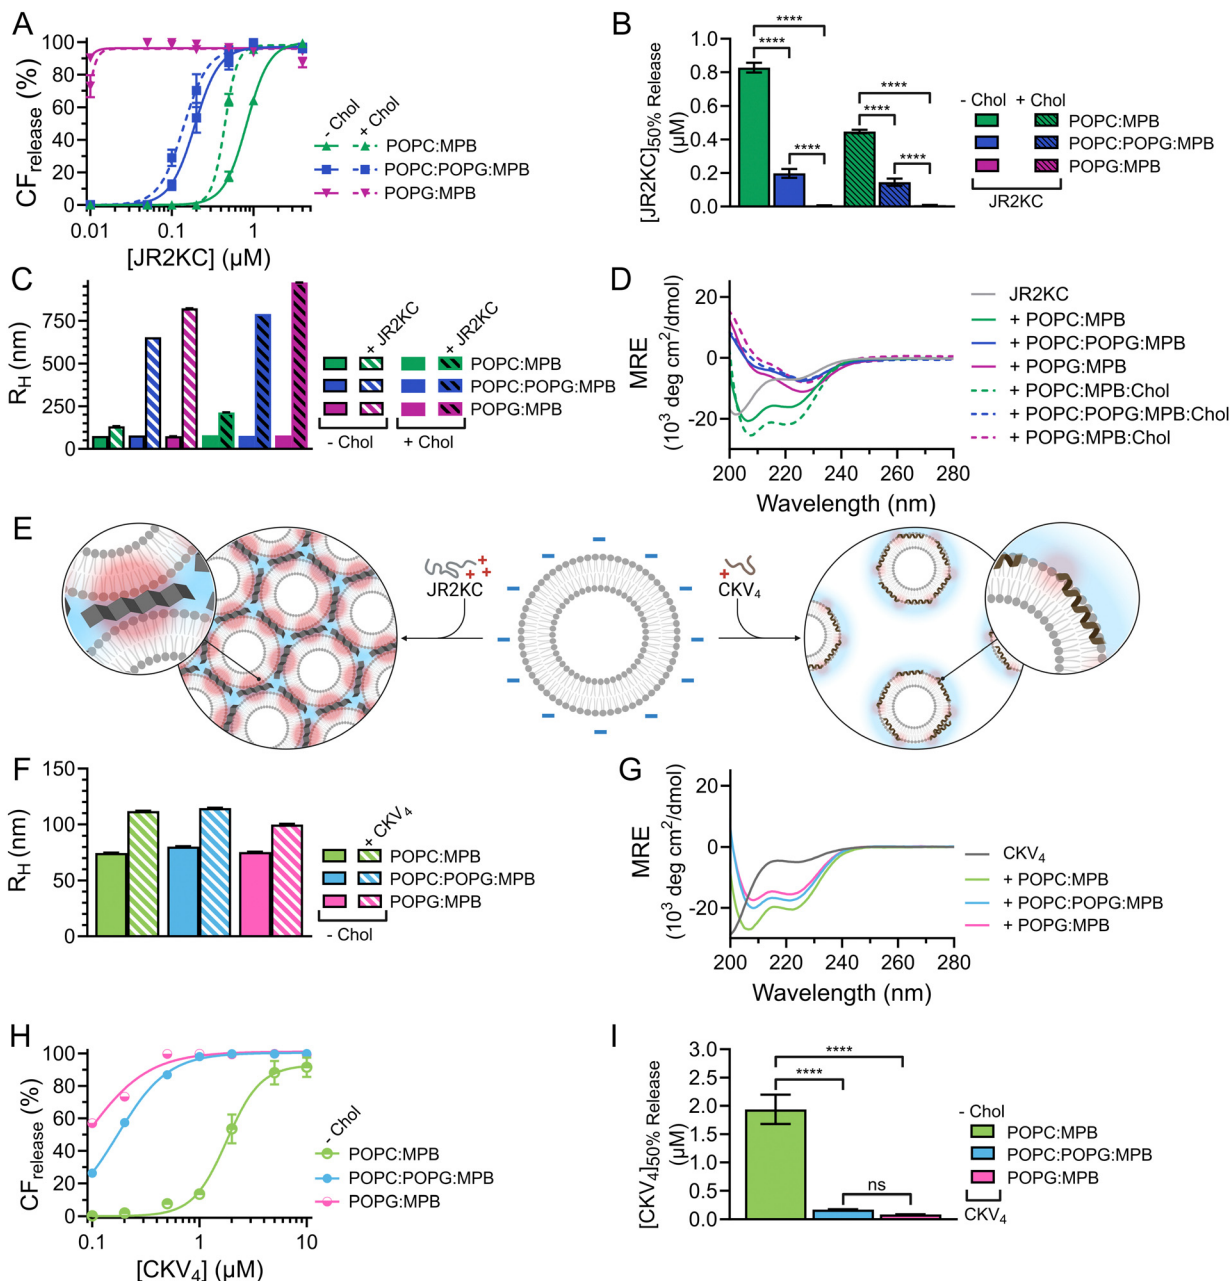 A
CF_release (%)
100
80
60
40
20
0
0.01
0.1
1
[JR2KC] (µM)
- Chol
+ Chol
POPC:MPB
POPC:POPG:MPB
POPG:MPB
B
[JR2KC]50% Release
(µM)
1.0
0.8
0.6
0.4
0.2
0.0
****
****
****
****
****
****
- Chol + Chol
POPC:MPB
POPC:POPG:MPB
POPG:MPB
JR2KC
C
R_H (nm)
750
500
250
0
+ JR2KC
+ JR2KC
POPC:MPB
POPC:POPG:MPB
POPG:MPB
- Chol
+ Chol
D
MRE
(10³ deg cm²/dmol)
20
0
-20
200 220 240 260 280
Wavelength (nm)
JR2KC
+ POPC:MPB
+ POPC:POPG:MPB
+ POPG:MPB
+ POPC:MPB:Chol
+ POPC:POPG:MPB:Chol
+ POPG:MPB:Chol
E
JR2KC
+
+
+
CKV₄
+
F
R_H (nm)
150
100
50
0
+ CKV₄
POPC:MPB
POPC:POPG:MPB
POPG:MPB
- Chol
G
MRE
(10³ deg cm²/dmol)
20
0
-20
200 220 240 260 280
Wavelength (nm)
CKV₄
+ POPC:MPB
+ POPC:POPG:MPB
+ POPG:MPB
H
CF_release (%)
100
80
60
40
20
0
0.1
1
10
[CKV₄] (µM)
- Chol
POPC:MPB
POPC:POPG:MPB
POPG:MPB
I
[CKV₄]50% Release
(µM)
3.0
2.5
2.0
1.5
1.0
0.5
0.0
****
****
ns
- Chol
POPC:MPB
POPC:POPG:MPB
POPG:MPB
CKV₄